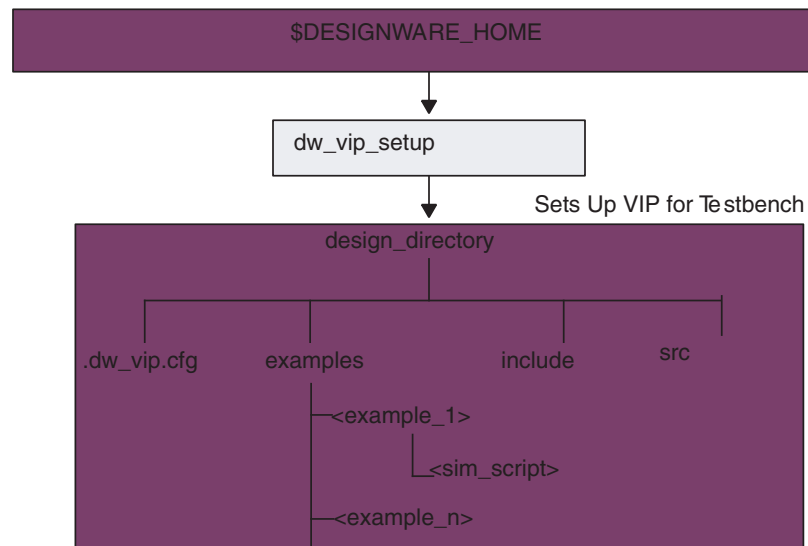 $DESIGNWARE_HOME
dw_vip_setup
Sets Up VIP for Testbench
design_directory
.dw_vip.cfg examples include src
<example_1>
<sim_script>
<example_n>